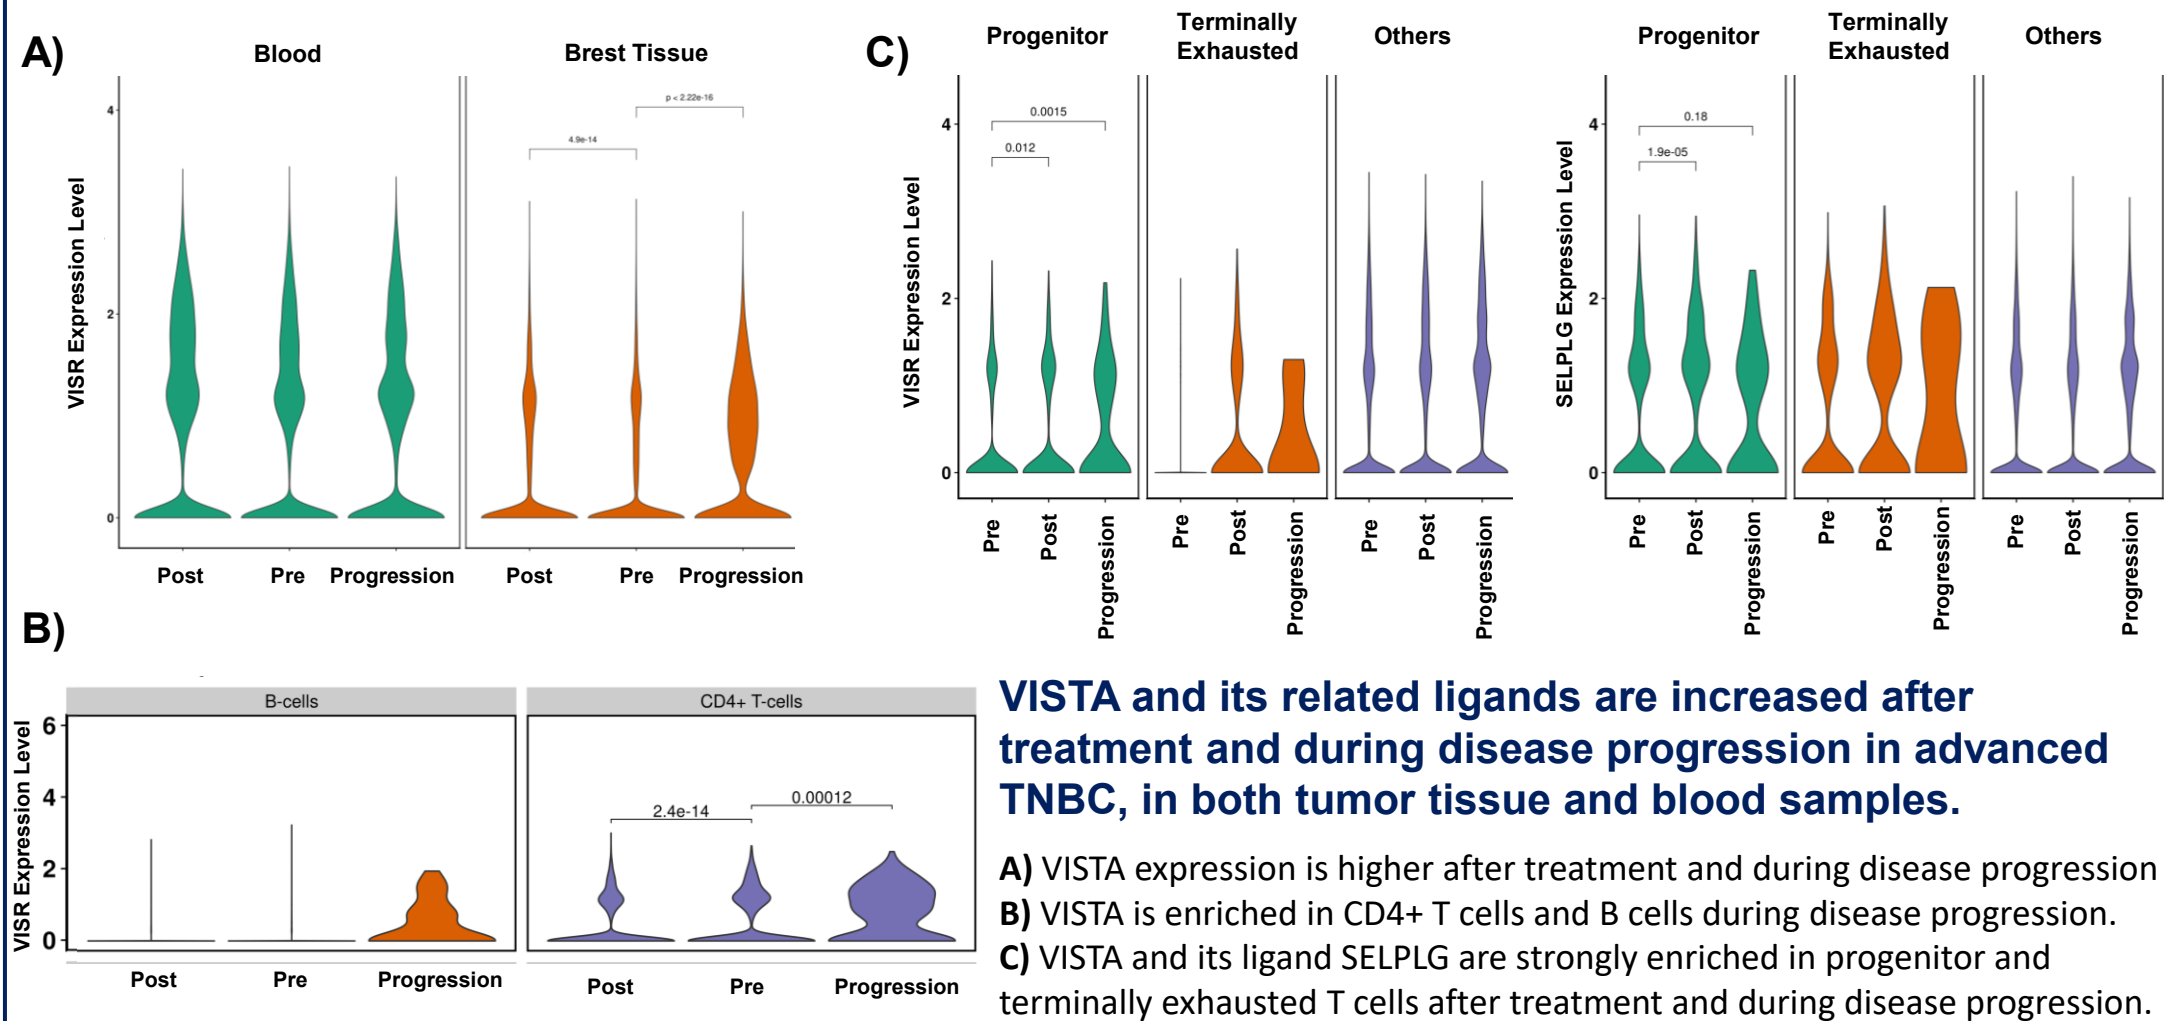 A)
Blood
Brest Tissue
VISR Expression Level
4
2
0
4.9e-14
p < 2.22e-16
Post
Pre
Progression
Post
Pre
Progression
C)
Progenitor
Terminally
Exhausted
Others
VISR Expression Level
4
2
0
0.0015
0.012
Pre
Post
Progression
Pre
Post
Progression
Pre
Post
Progression
Progenitor
Terminally
Exhausted
Others
SELPLG Expression Level
4
2
0
0.18
1.9e-05
Pre
Post
Progression
Pre
Post
Progression
Pre
Post
Progression
B)
B-cells
CD4+ T-cells
VISR Expression Level
6
4
2
0
2.4e-14
0.00012
Post
Pre
Progression
Post
Pre
Progression
VISTA and its related ligands are increased after
treatment and during disease progression in advanced
TNBC, in both tumor tissue and blood samples.
A) VISTA expression is higher after treatment and during disease progression
B) VISTA is enriched in CD4+ T cells and B cells during disease progression.
C) VISTA and its ligand SELPLG are strongly enriched in progenitor and
terminally exhausted T cells after treatment and during disease progression.